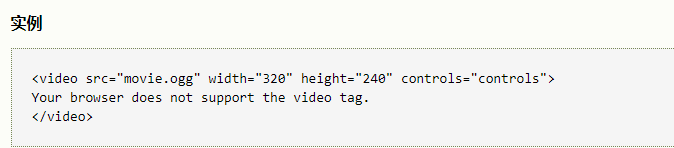 实例
<video src="movie.ogg" width="320" height="240" controls="controls">
Your browser does not support the video tag.
</video>